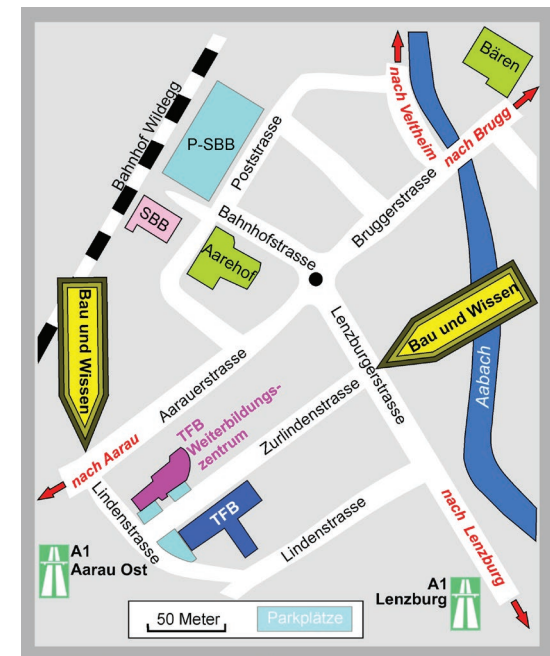 Bären
nach Veltheim
nach Brugg
Bahnhof Wildegg
P-SBB
Poststrasse
SBB
Bahnhofstrasse
Bruggerstrasse
Aarehof
Bau und Wissen
Bau und Wissen
Aabach
Aarauerstrasse
Lenzburgerstrasse
TFB
Weiterbildungs-
zentrum
Zurlindenstrasse
nach Aarau
Lindenstrasse
TFB
Lindenstrasse
nach Lenzburg
A1
Aarau Ost
A1
Lenzburg
50 Meter
Parkplätze